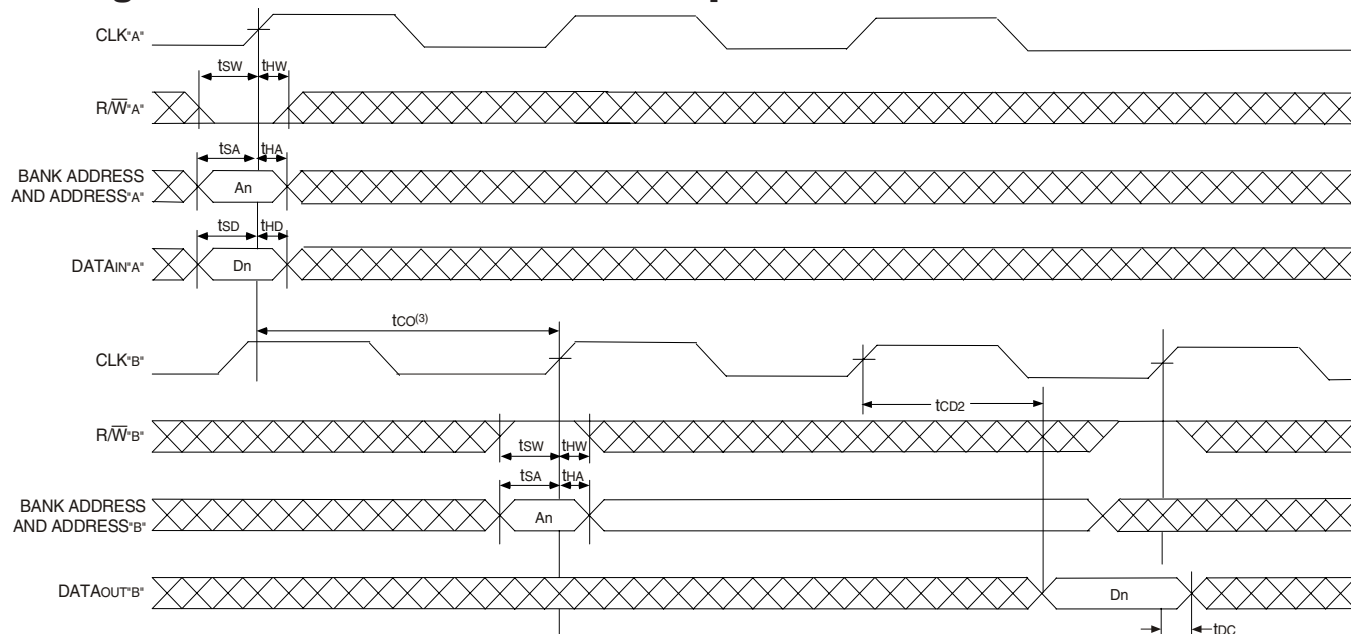 CLK"A"
tSW tHW
R/W̅"A"
tSA tHA
BANK ADDRESS
AND ADDRESS"A"
An
tSD tHD
DATAIN"A"
Dn
tCO(3)
CLK"B"
tCD2
R/W̅"B"
tSW tHW
tSA tHA
BANK ADDRESS
AND ADDRESS"B"
An
DATAOUT"B"
Dn
tDC